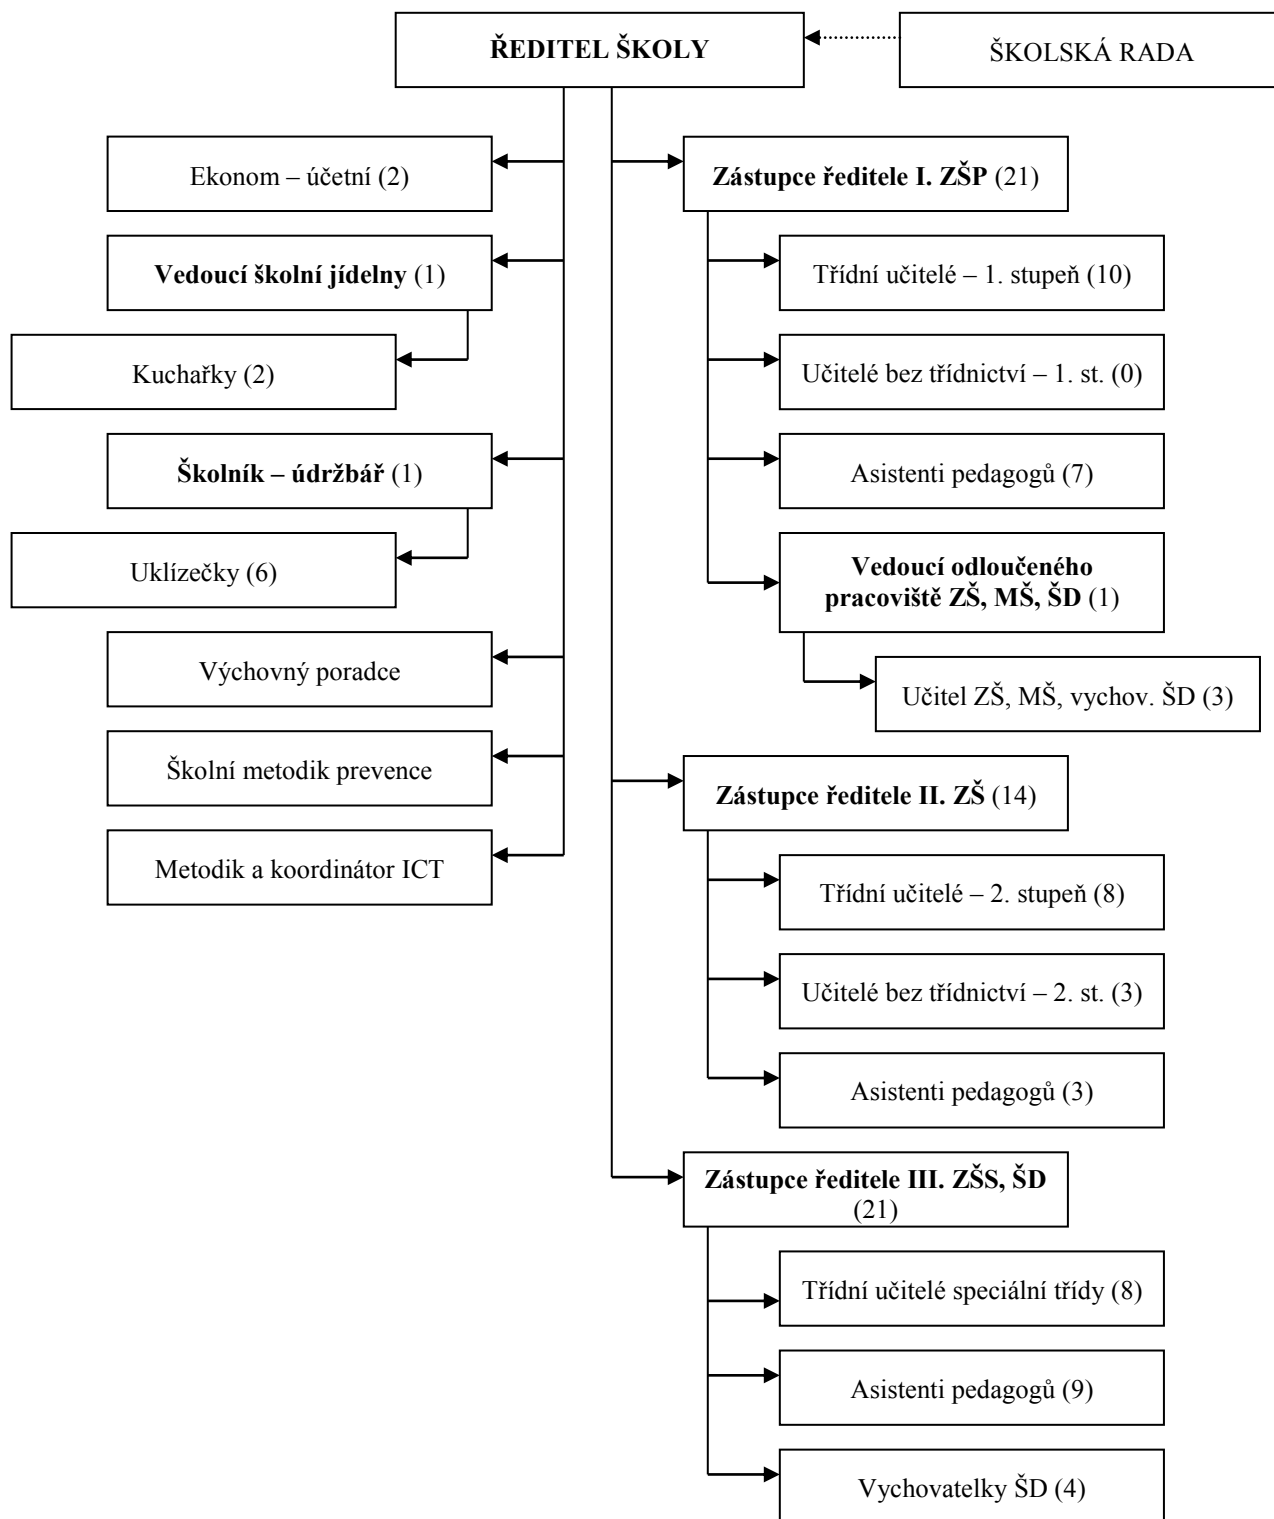 ŘEDITEL ŠKOLY
ŠKOLSKÁ RADA
Ekonom – účetní (2)
Vedoucí školní jídelny (1)
Kuchařky (2)
Školník – údržbář (1)
Uklízečky (6)
Výchovný poradce
Školní metodik prevence
Metodik a koordinátor ICT
Zástupce ředitele I. ZŠP (21)
Třídní učitelé – 1. stupeň (10)
Učitelé bez třídnictví – 1. st. (0)
Asistenti pedagogů (7)
Vedoucí odloučeného
pracoviště ZŠ, MŠ, ŠD (1)
Učitel ZŠ, MŠ, vychov. ŠD (3)
Zástupce ředitele II. ZŠ (14)
Třídní učitelé – 2. stupeň (8)
Učitelé bez třídnictví – 2. st. (3)
Asistenti pedagogů (3)
Zástupce ředitele III. ZŠS, ŠD
(21)
Třídní učitelé speciální třídy (8)
Asistenti pedagogů (9)
Vychovatelky ŠD (4)